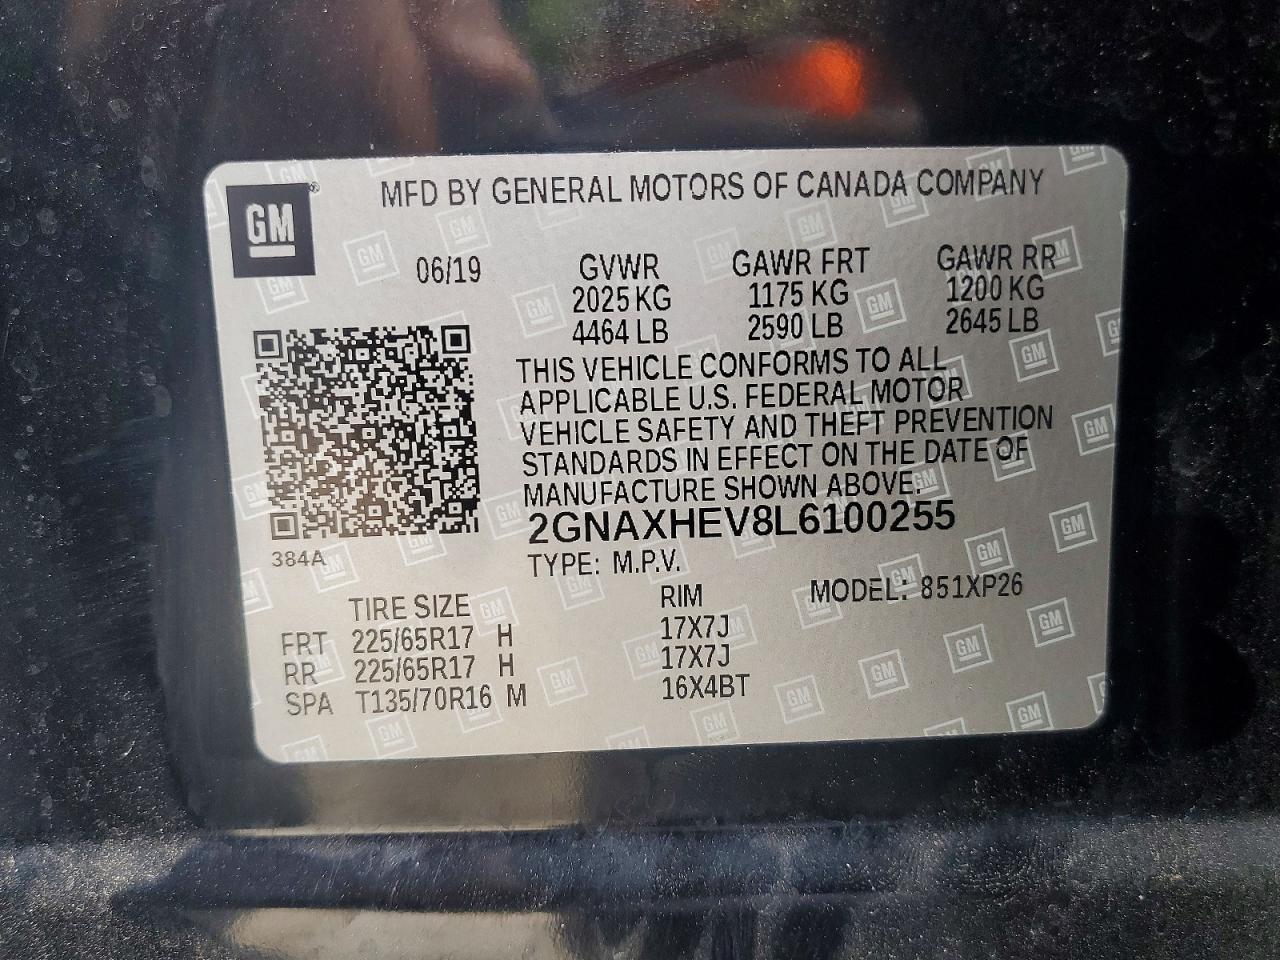 GM®
MFD BY GENERAL MOTORS OF CANADA COMPANY
06/19
GVWR GAWR FRT GAWR RR
2025 KG 1175 KG 1200 KG
4464 LB 2590 LB 2645 LB
THIS VEHICLE CONFORMS TO ALL
APPLICABLE U.S. FEDERAL MOTOR
VEHICLE SAFETY AND THEFT PREVENTION
STANDARDS IN EFFECT ON THE DATE OF
MANUFACTURE SHOWN ABOVE.
2GNAXHEV8L6100255
384A
TYPE: M.P.V.
MODEL: 851XP26
TIRE SIZE RIM
FRT 225/65R17 H 17X7J
RR 225/65R17 H 17X7J
SPA T135/70R16 M 16X4BT